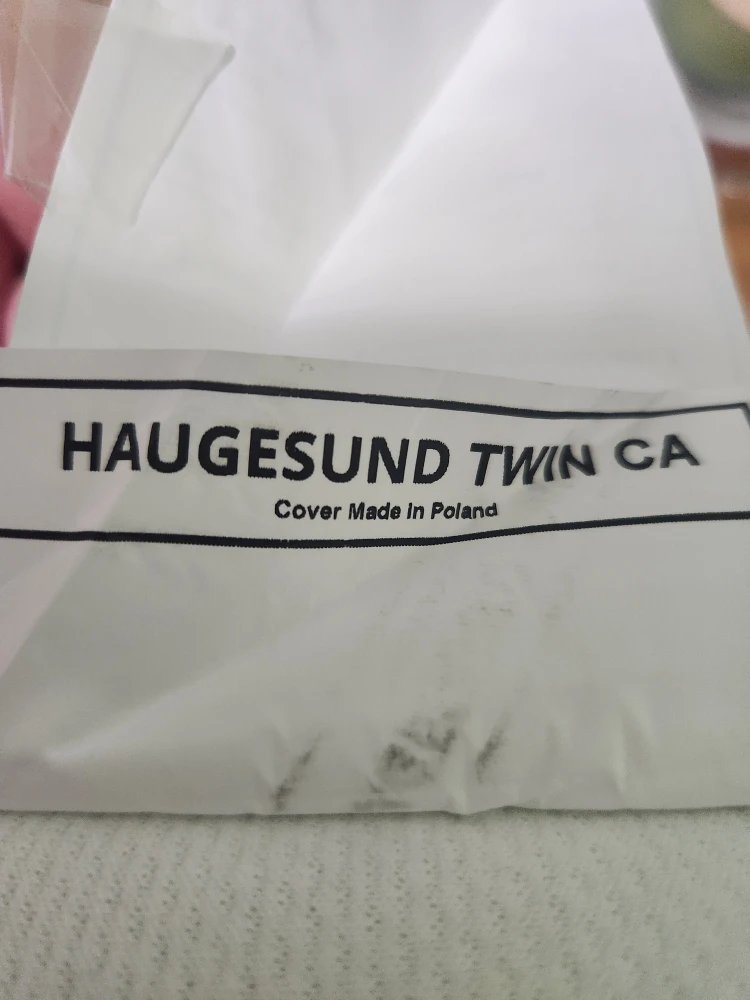 HAUGESUND TWIN CA
Cover Made in Poland